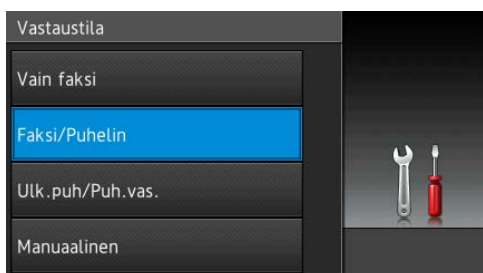 Vastaustila
Vain faksi
Faksi/Puhelin
Ulk.puh/Puh.vas.
Manuaalinen